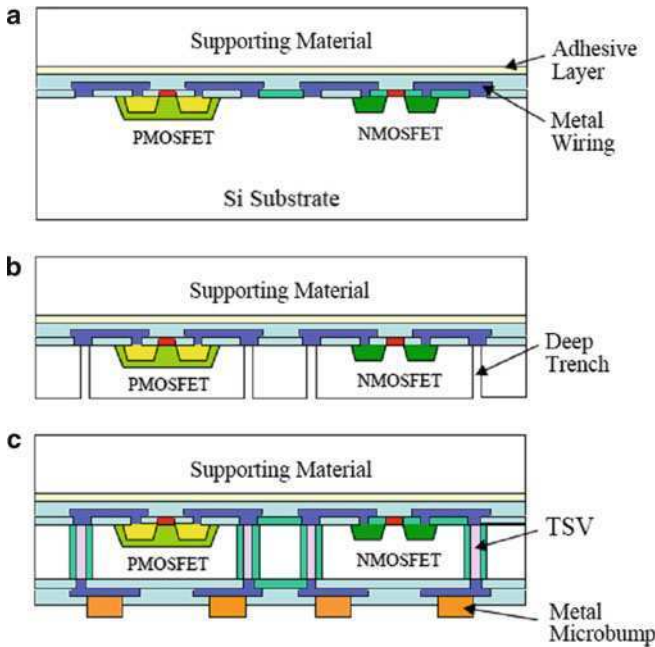 a
Supporting Material
Adhesive
Layer
PMOSFET
NMOSFET
Metal
Wiring
Si Substrate
b
Supporting Material
PMOSFET
NMOSFET
Deep
Trench
c
Supporting Material
PMOSFET
NMOSFET
TSV
Metal
Microbump